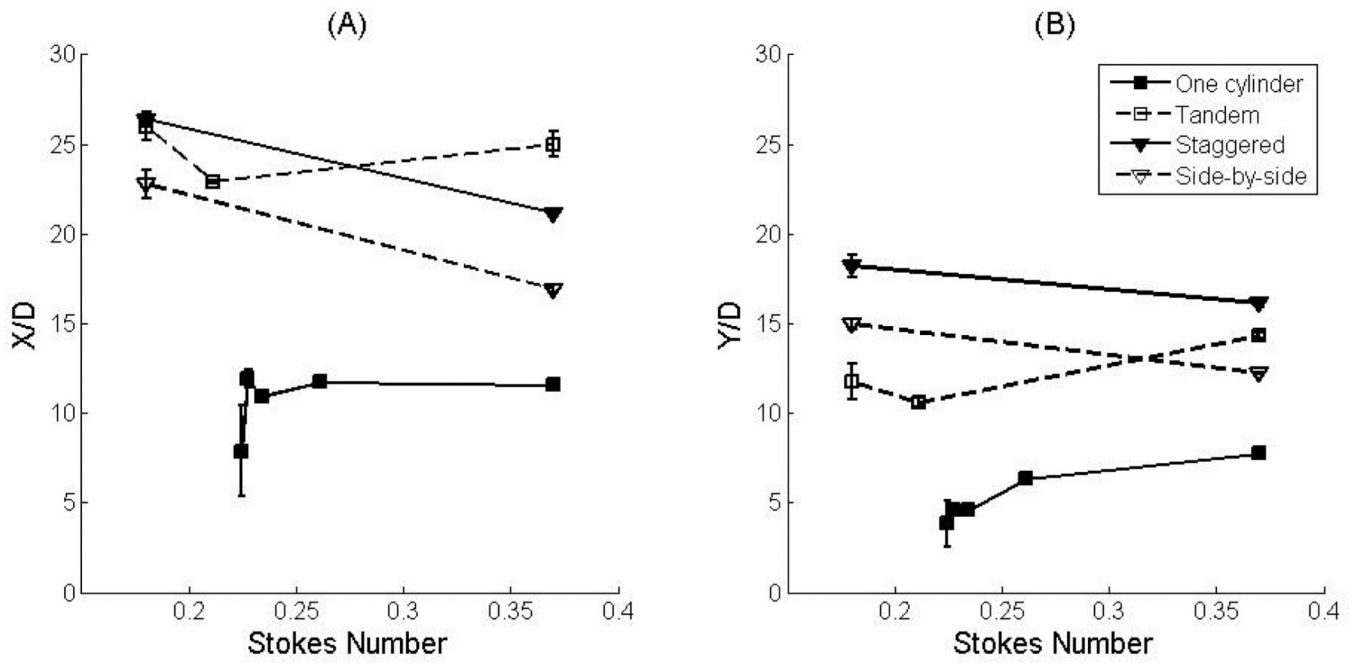 (A)
30
25
20
15
10
5
0
X/D
0.2
0.25
0.3
0.35
0.4
Stokes Number
(B)
30
25
20
15
10
5
0
Y/D
0.2
0.25
0.3
0.35
0.4
Stokes Number
One cylinder
Tandem
Staggered
Side-by-side